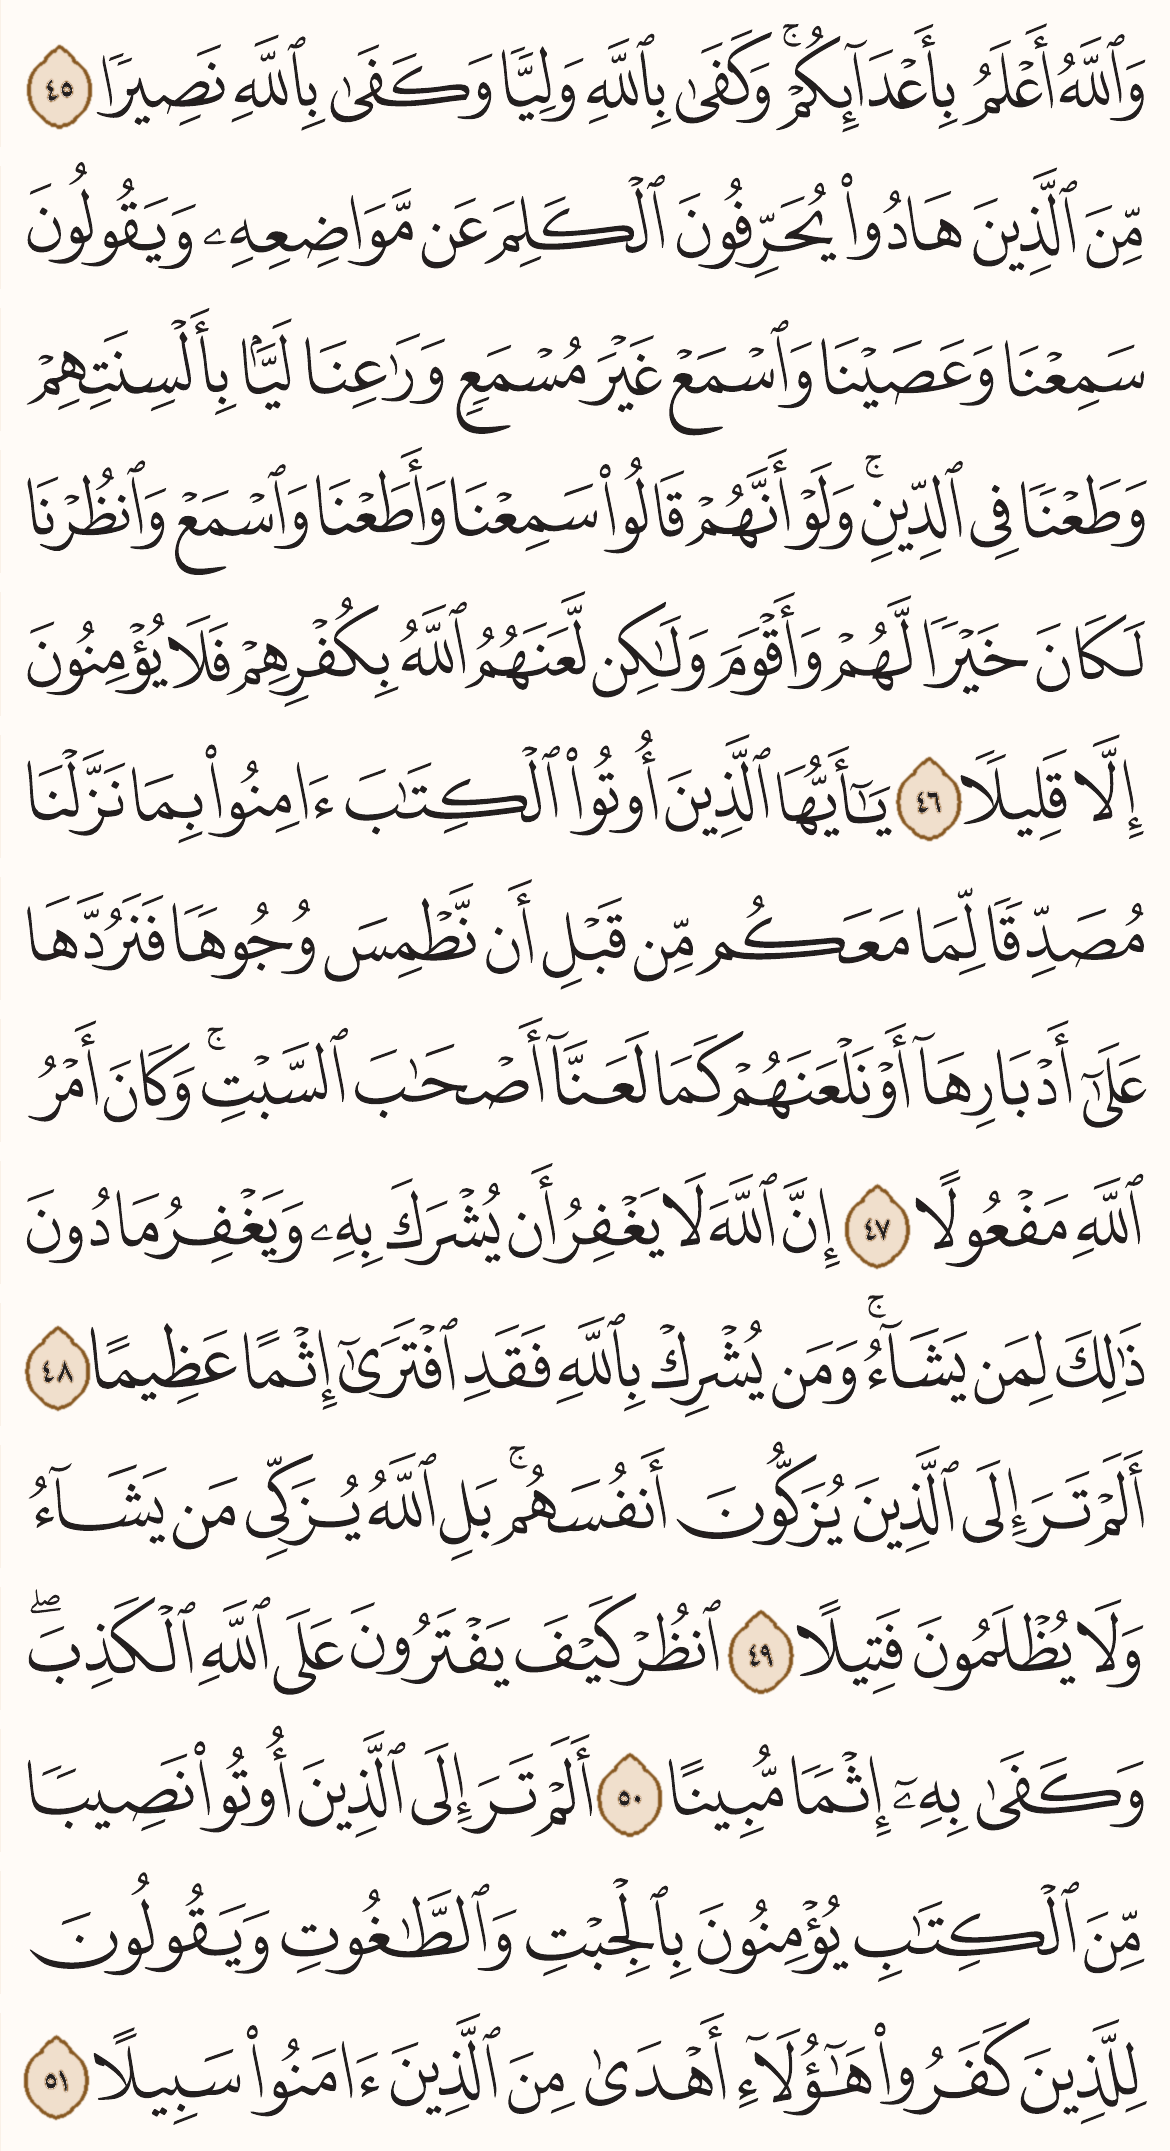 وَٱللَّهُ أَعْلَمُ بِأَعْدَآئِكُمْ ۚ وَكَفَىٰ بِٱللَّهِ وَلِيًّا وَكَفَىٰ بِٱللَّهِ نَصِيرًا ٤٥
مِّنَ ٱلَّذِينَ هَادُوا۟ يُحَرِّفُونَ ٱلْكَلِمَ عَن مَّوَاضِعِهِۦ وَيَقُولُونَ
سَمِعْنَا وَعَصَيْنَا وَٱسْمَعْ غَيْرَ مُسْمَعٍ وَرَٰعِنَا لَيًّۢا بِأَلْسِنَتِهِمْ
وَطَعْنًا فِى ٱلدِّينِ ۚ وَلَوْ أَنَّهُمْ قَالُوا۟ سَمِعْنَا وَأَطَعْنَا وَٱسْمَعْ وَٱنظُرْنَا
لَكَانَ خَيْرًا لَّهُمْ وَأَقْوَمَ وَلَٰكِن لَّعَنَهُمُ ٱللَّهُ بِكُفْرِهِمْ فَلَا يُؤْمِنُونَ
إِلَّا قَلِيلًا ٤٦ يَٰٓأَيُّهَا ٱلَّذِينَ أُوتُوا۟ ٱلْكِتَٰبَ ءَامِنُوا۟ بِمَا نَزَّلْنَا
مُصَدِّقًا لِّمَا مَعَكُم مِّن قَبْلِ أَن نَّطْمِسَ وُجُوهًا فَنَرُدَّهَا
عَلَىٰٓ أَدْبَارِهَآ أَوْ نَلْعَنَهُمْ كَمَا لَعَنَّآ أَصْحَٰبَ ٱلسَّبْتِ ۚ وَكَانَ أَمْرُ
ٱللَّهِ مَفْعُولًا ٤٧ إِنَّ ٱللَّهَ لَا يَغْفِرُ أَن يُشْرَكَ بِهِۦ وَيَغْفِرُ مَا دُونَ
ذَٰلِكَ لِمَن يَشَآءُ ۚ وَمَن يُشْرِكْ بِٱللَّهِ فَقَدِ ٱفْتَرَىٰٓ إِثْمًا عَظِيمًا ٤٨
أَلَمْ تَرَ إِلَى ٱلَّذِينَ يُزَكُّونَ أَنفُسَهُم ۚ بَلِ ٱللَّهُ يُزَكِّى مَن يَشَآءُ
وَلَا يُظْلَمُونَ فَتِيلًا ٤٩ ٱنظُرْ كَيْفَ يَفْتَرُونَ عَلَى ٱللَّهِ ٱلْكَذِبَ ۖ
وَكَفَىٰ بِهِۦٓ إِثْمًا مُّبِينًا ٥٠ أَلَمْ تَرَ إِلَى ٱلَّذِينَ أُوتُوا۟ نَصِيبًا
مِّنَ ٱلْكِتَٰبِ يُؤْمِنُونَ بِٱلْجِبْتِ وَٱلطَّٰغُوتِ وَيَقُولُونَ
لِلَّذِينَ كَفَرُوا۟ هَٰٓؤُلَآءِ أَهْدَىٰ مِنَ ٱلَّذِينَ ءَامَنُوا۟ سَبِيلًا ٥١